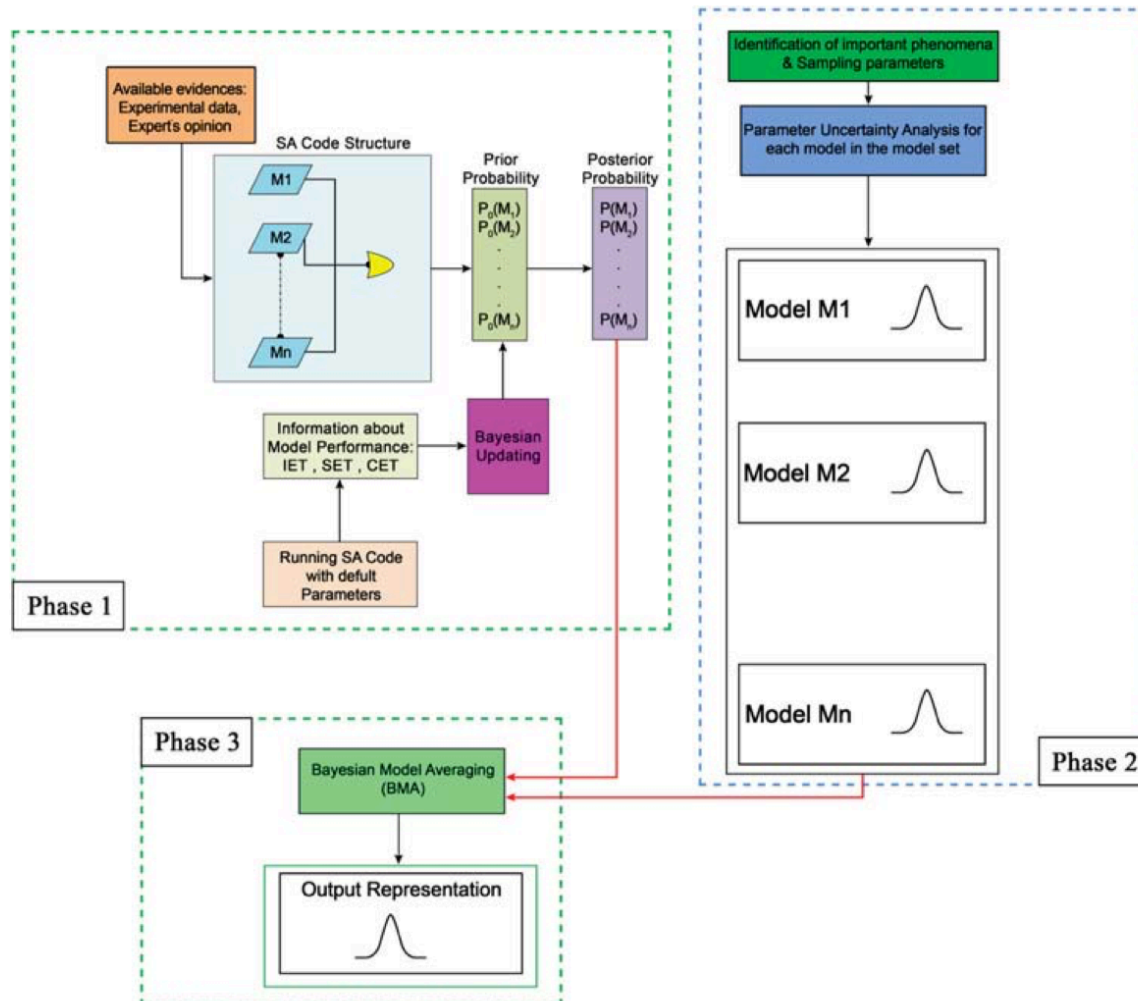 Available evidences:
Experimental data,
Expert's opinion
SA Code Structure
M1
M2
Mn
Prior
Probability
P₀(M₁)
P₀(M₂)
.
.
.
.
P₀(Mₙ)
Posterior
Probability
P(M₁)
P(M₂)
.
.
.
.
P(Mₙ)
Information about
Model Performance:
IET , SET , CET
Bayesian
Updating
Running SA Code
with defult
Parameters
Phase 1
Identification of important phenomena
& Sampling parameters
Parameter Uncertainty Analysis for
each model in the model set
Model M1
Model M2
Model Mn
Phase 2
Phase 3
Bayesian Model Averaging
(BMA)
Output Representation